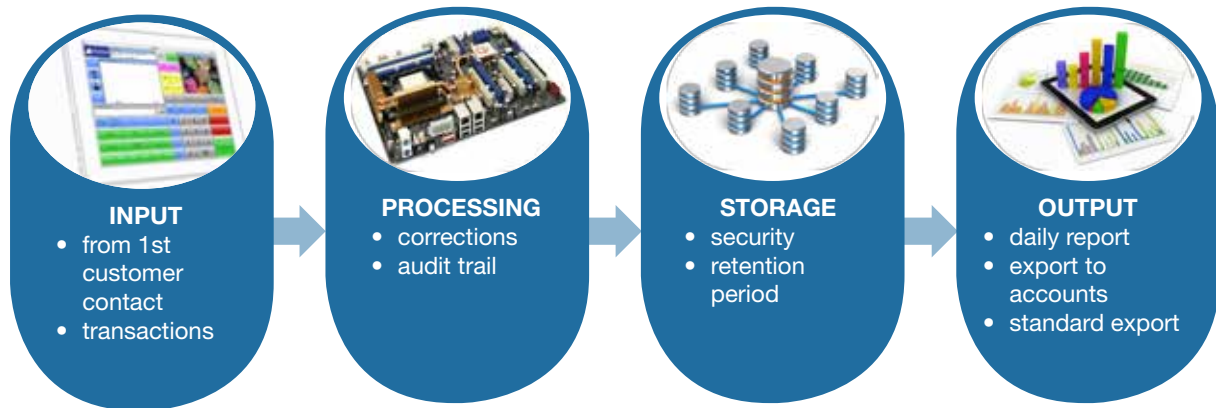 INPUT
• from 1st
customer
contact
• transactions
PROCESSING
• corrections
• audit trail
STORAGE
• security
• retention
period
OUTPUT
• daily report
• export to
accounts
• standard export